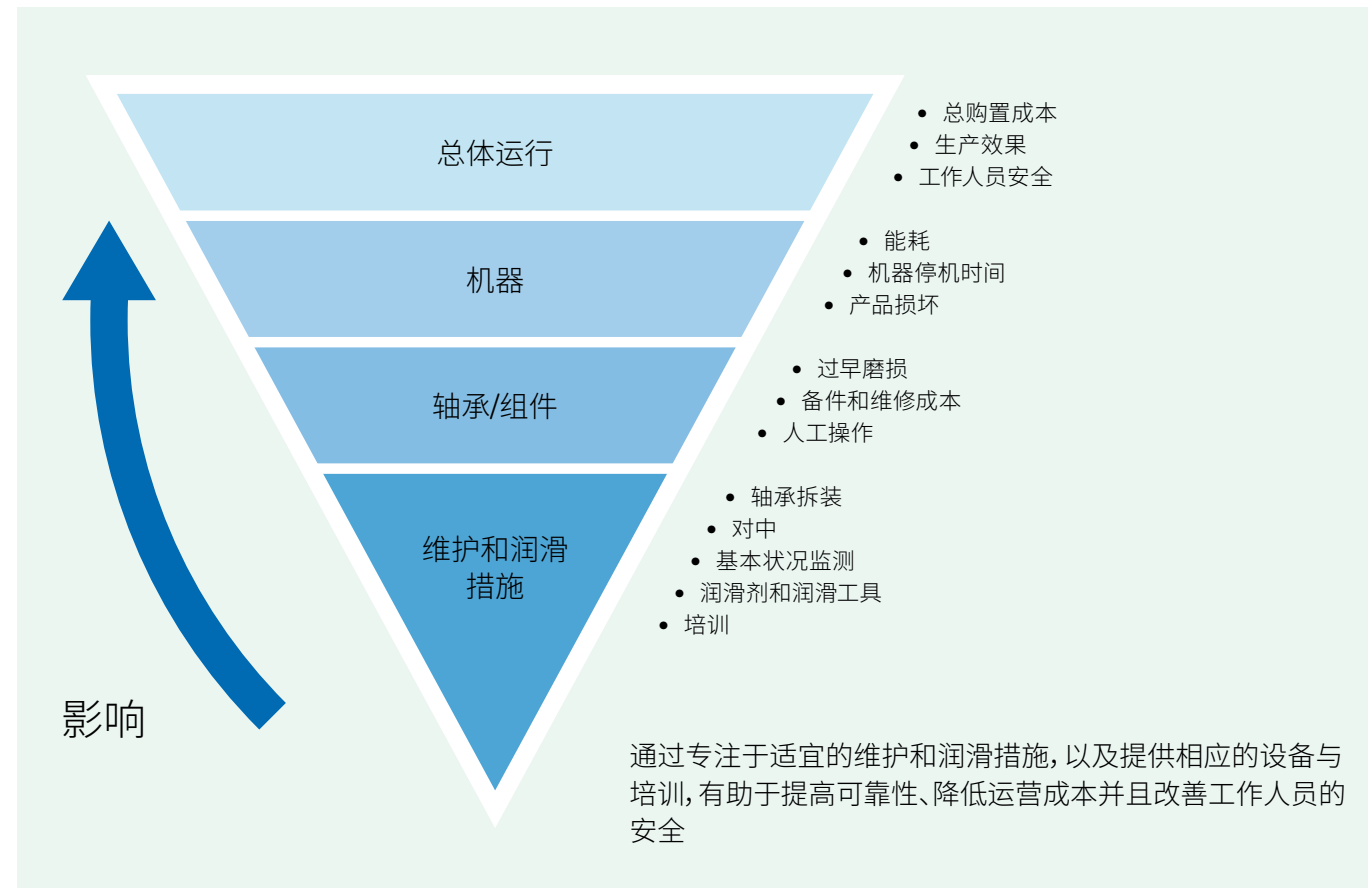 总体运行
• 总购置成本
• 生产效果
• 工作人员安全
机器
• 能耗
• 机器停机时间
• 产品损坏
轴承/组件
• 过早磨损
• 备件和维修成本
• 人工操作
维护和润滑
措施
• 轴承拆装
• 对中
• 基本状况监测
• 润滑剂和润滑工具
• 培训
影响
通过专注于适宜的维护和润滑措施，以及提供相应的设备与
培训，有助于提高可靠性、降低运营成本并且改善工作人员的
安全